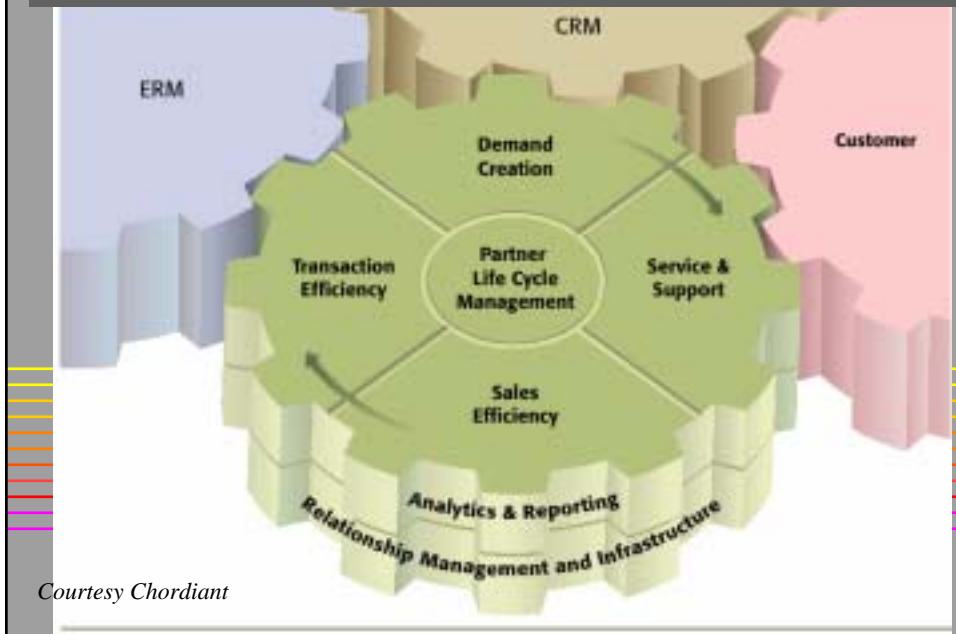 CRM
ERM
Customer
Demand
Creation
Partner
Life Cycle
Management
Transaction
Efficiency
Service &
Support
Sales
Efficiency
Analytics & Reporting
Relationship Management and Infrastructure
Courtesy Chordiant